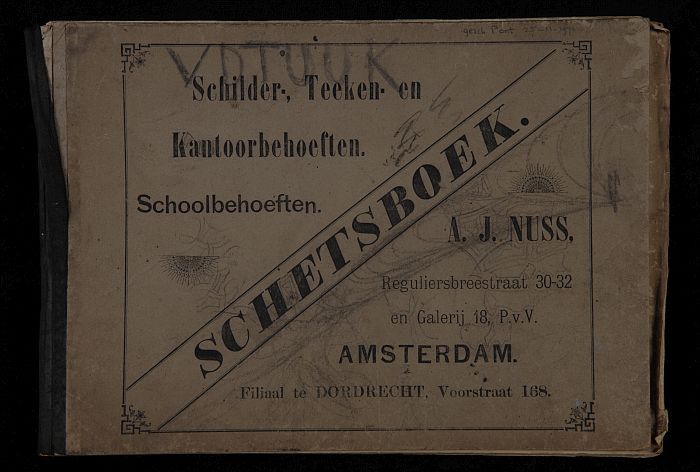 VDTUUK
Schilder-, Teeken- en
Kantoorbehoeften.
Schoolbehoeften.
SCHETSBOEK.
A. J. NUSS,
Reguliersbreestraat 30-32
en Galerij 18, P.v.V.
AMSTERDAM.
Filiaal te DORDRECHT, Voorstraat 168.